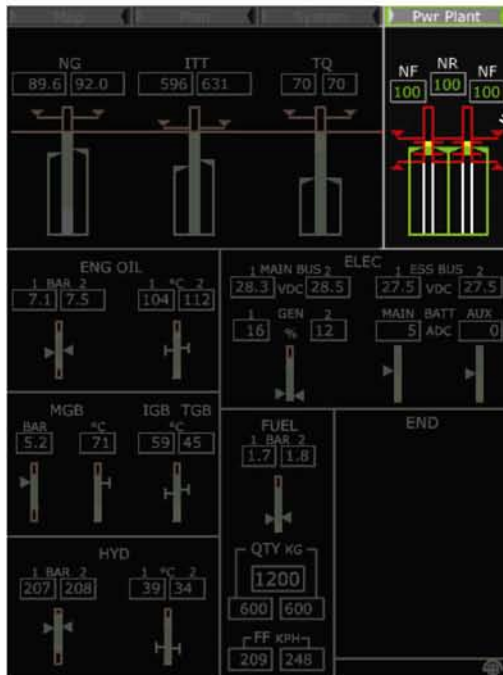 Map Plan System Pwr Plant
NG ITT TQ NF NR NF
89.6 92.0 596 631 70 70 100 100 100
ENG OIL ELEC
1 BAR 2 1 °C 2 1 MAIN BUS 2 1 ESS BUS 2
7.1 7.5 104 112 28.3 VDC 28.5 27.5 VDC 27.5
1 GEN 2 MAIN BATT AUX
16 % 12 5 ADC 0
MGB IGB TGB FUEL END
BAR °C °C 1 BAR 2
5.2 71 59 45 1.7 1.8
HYD QTY KG
1 BAR 2 1 °C 2 1200
207 208 39 34 600 600
FF KPH
209 248